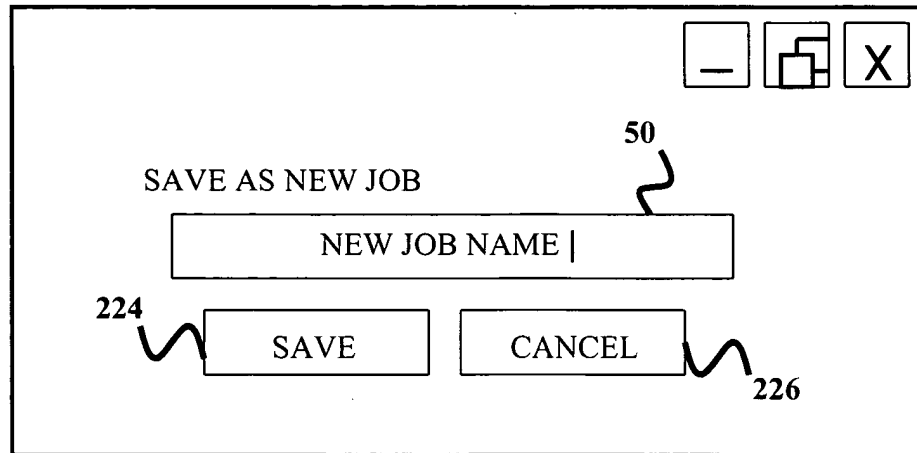 _ X
50
SAVE AS NEW JOB
NEW JOB NAME |
224
SAVE CANCEL
226